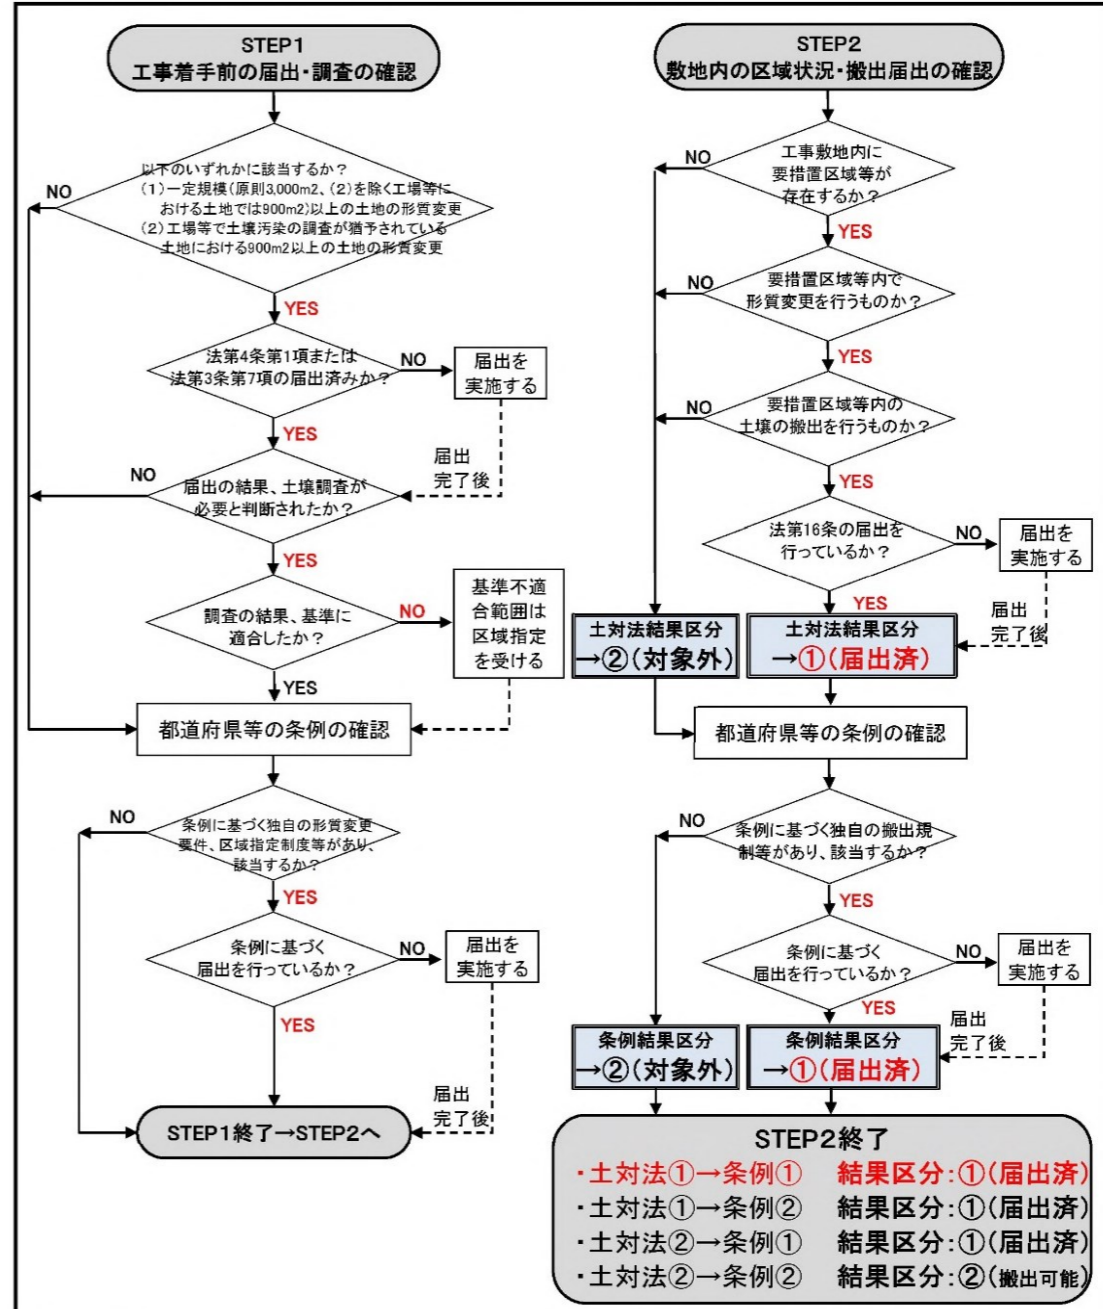 STEP1
工事着手前の届出・調査の確認
以下のいずれかに該当するか？
(1)一定規模(原則3,000m2、(2)を除く工場等に
おける土地では900m2)以上の土地の形質変更
(2)工場等で土壌汚染の調査が猶予されている
土地における900m2以上の土地の形質変更
NO
YES
法第4条第1項または
法第3条第7項の届出済みか？
NO
届出を
実施する
YES
届出
完了後
NO
届出の結果、土壌調査が
必要と判断されたか？
YES
調査の結果、基準に
適合したか？
NO
基準不適
合範囲は
区域指定
を受ける
YES
都道府県等の条例の確認
NO
条例に基づく独自の形質変更
要件、区域指定制度等があり、
該当するか？
YES
条例に基づく
届出を行っているか？
NO
届出を
実施する
YES
届出
完了後
STEP1終了→STEP2へ
STEP2
敷地内の区域状況・搬出届出の確認
NO
工事敷地内に
要措置区域等が
存在するか？
YES
NO
要措置区域等内で
形質変更を行うものか？
YES
NO
要措置区域等内の
土壌の搬出を行うものか？
YES
法第16条の届出を
行っているか？
NO
届出を
実施する
YES
届出
完了後
土対法結果区分
→②(対象外)
土対法結果区分
→①(届出済)
都道府県等の条例の確認
NO
条例に基づく独自の搬出規
制等があり、該当するか？
YES
条例に基づく
届出を行っているか？
NO
届出を
実施する
YES
届出
完了後
条例結果区分
→②(対象外)
条例結果区分
→①(届出済)
STEP2終了
・土対法①→条例① 結果区分:①(届出済)
・土対法①→条例② 結果区分:①(届出済)
・土対法②→条例① 結果区分:①(届出済)
・土対法②→条例② 結果区分:②(搬出可能)